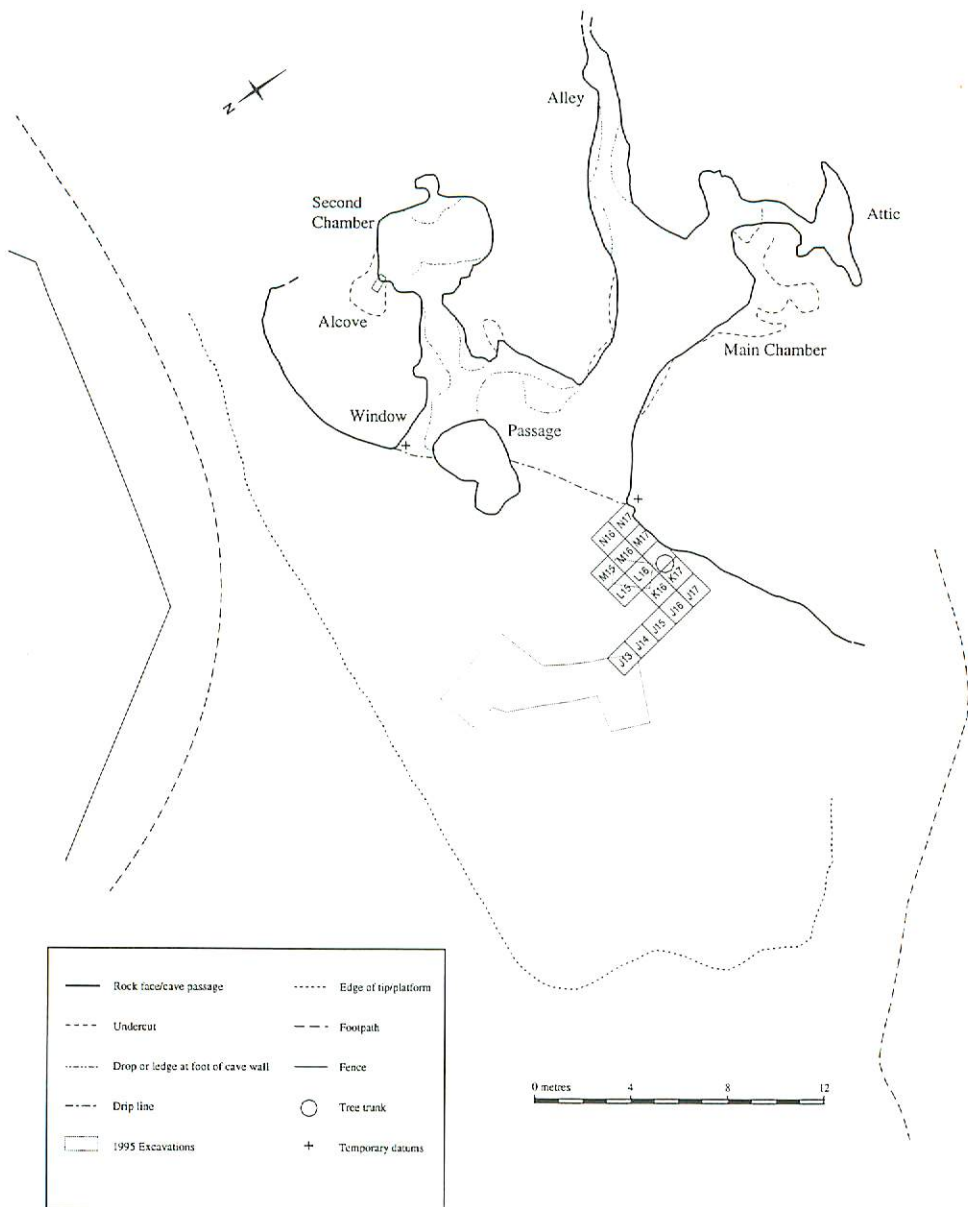 N
Alley
Second
Chamber
Attic
Alcove
Main Chamber
Window
Passage
N16
N17
M15
M16
M17
L15
L16
K16
K17
J13
J14
J15
J16
J17
Rock face/cave passage
Edge of tip/platform
Undercut
Footpath
Drop or ledge at foot of cave wall
Fence
Drip line
Tree trunk
1995 Excavations
Temporary datums
0 metres 4 8 12